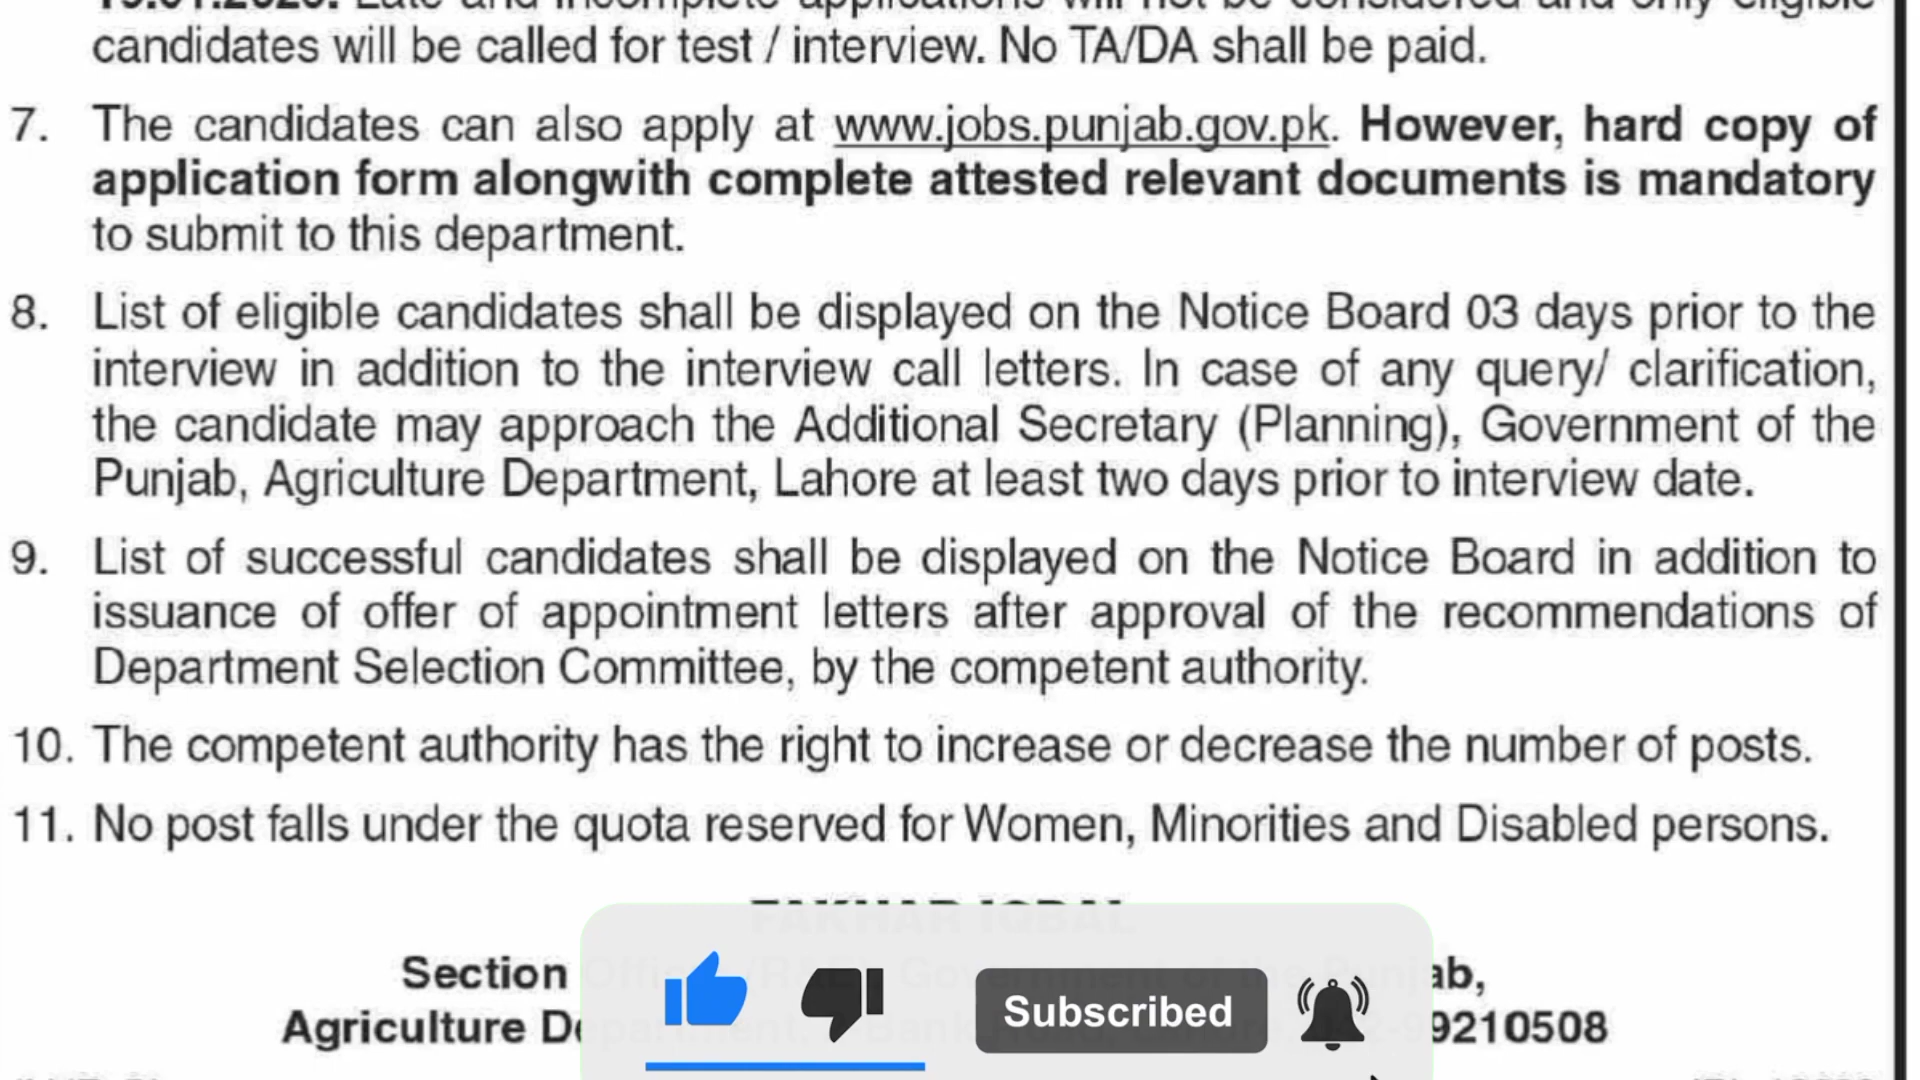 candidates will be called for test / interview. No TA/DA shall be paid.
7. The candidates can also apply at www.jobs.punjab.gov.pk. However, hard copy of
application form alongwith complete attested relevant documents is mandatory
to submit to this department.
8. List of eligible candidates shall be displayed on the Notice Board 03 days prior to the
interview in addition to the interview call letters. In case of any query/ clarification,
the candidate may approach the Additional Secretary (Planning), Government of the
Punjab, Agriculture Department, Lahore at least two days prior to interview date.
9. List of successful candidates shall be displayed on the Notice Board in addition to
issuance of offer of appointment letters after approval of the recommendations of
Department Selection Committee, by the competent authority.
10. The competent authority has the right to increase or decrease the number of posts.
11. No post falls under the quota reserved for Women, Minorities and Disabled persons.
FAKHAR IQBAL
Section Government of the Punjab,
Agriculture Department, 99210508
Subscribed